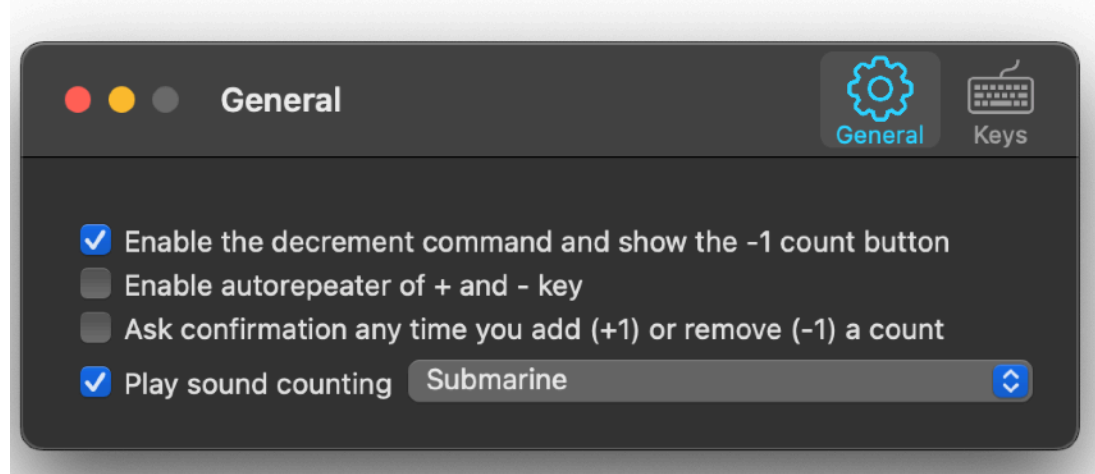 General
General
Keys
Enable the decrement command and show the -1 count button
Enable autorepeater of + and - key
Ask confirmation any time you add (+1) or remove (-1) a count
Play sound counting Submarine